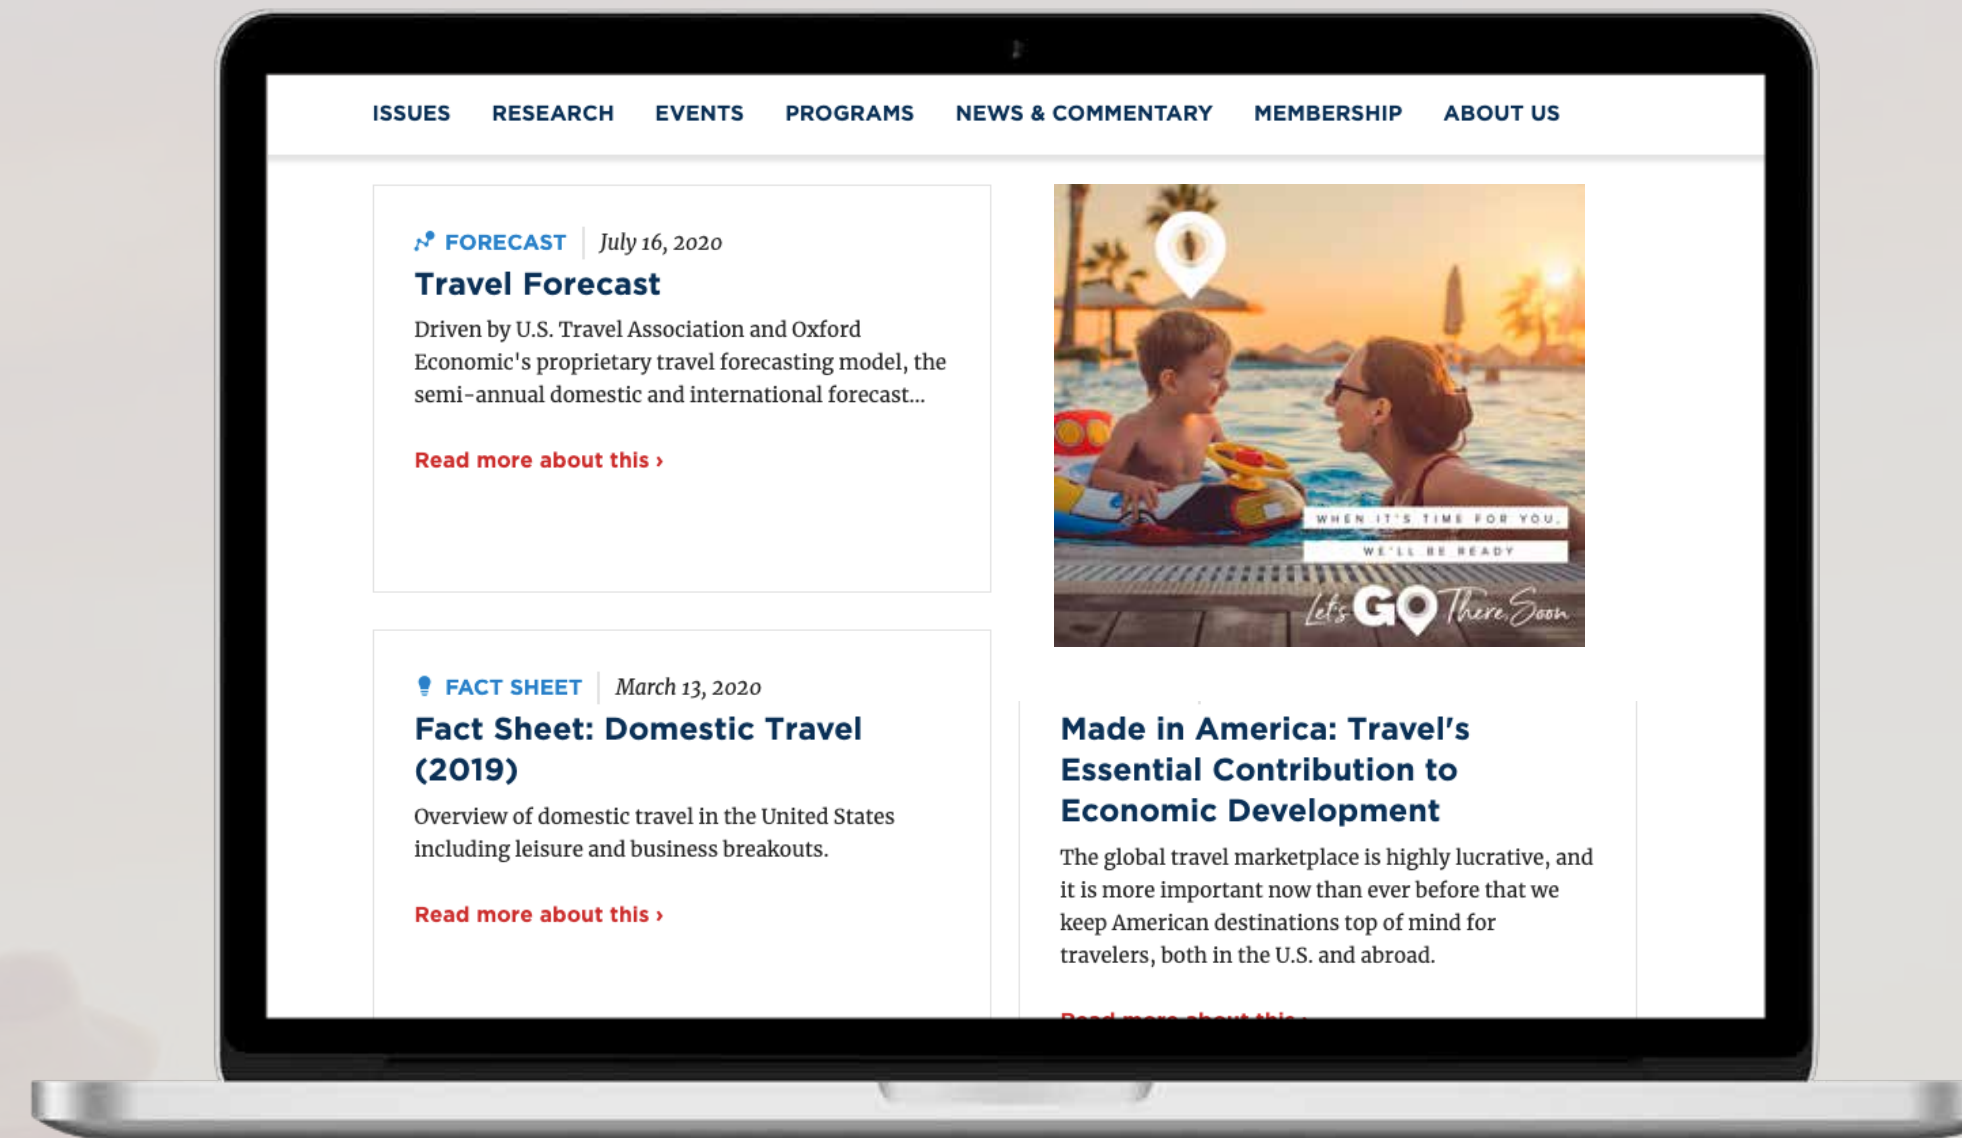 ISSUES RESEARCH EVENTS PROGRAMS NEWS & COMMENTARY MEMBERSHIP ABOUT US
FORECAST July 16, 2020
Travel Forecast
Driven by U.S. Travel Association and Oxford
Economic's proprietary travel forecasting model, the
semi-annual domestic and international forecast...
Read more about this ›
WHEN IT'S TIME FOR YOU,
WE'LL BE READY
Let's GO There, Soon
FACT SHEET March 13, 2020
Fact Sheet: Domestic Travel
(2019)
Overview of domestic travel in the United States
including leisure and business breakouts.
Read more about this ›
Made in America: Travel's
Essential Contribution to
Economic Development
The global travel marketplace is highly lucrative, and
it is more important now than ever before that we
keep American destinations top of mind for
travelers, both in the U.S. and abroad.
Read more about this ›